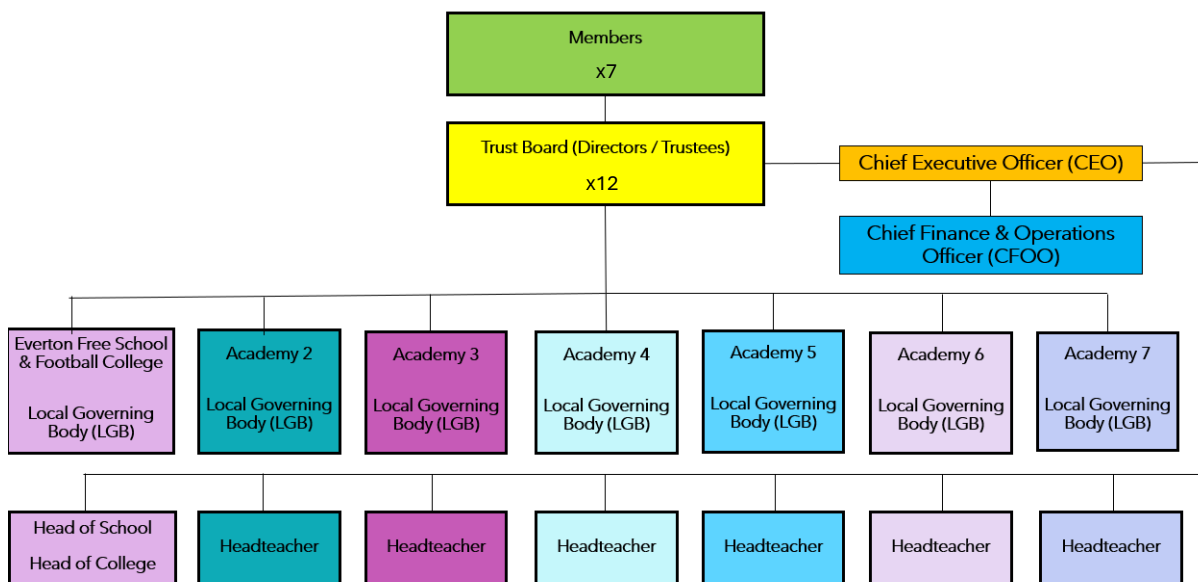 Members
x7
Trust Board (Directors / Trustees)
x12
Chief Executive Officer (CEO)
Chief Finance & Operations
Officer (CFOO)
Everton Free School
& Football College
Local Governing
Body (LGB)
Academy 2
Local Governing
Body (LGB)
Academy 3
Local Governing
Body (LGB)
Academy 4
Local Governing
Body (LGB)
Academy 5
Local Governing
Body (LGB)
Academy 6
Local Governing
Body (LGB)
Academy 7
Local Governing
Body (LGB)
Head of School
Head of College
Headteacher
Headteacher
Headteacher
Headteacher
Headteacher
Headteacher